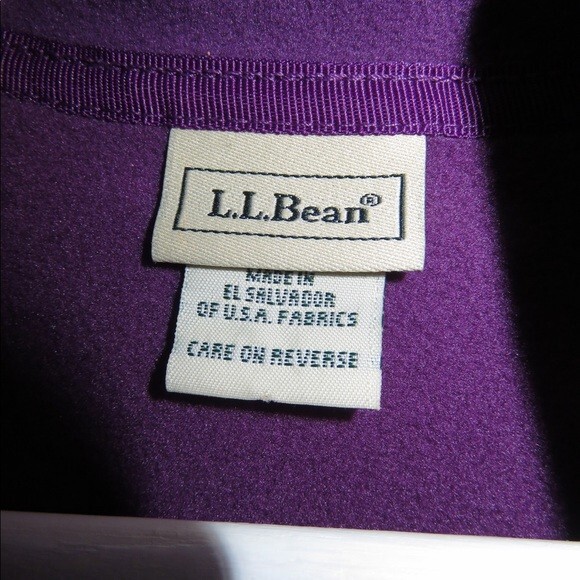 L.L.Bean®
MADE IN
EL SALVADOR
OF U.S.A. FABRICS
CARE ON REVERSE